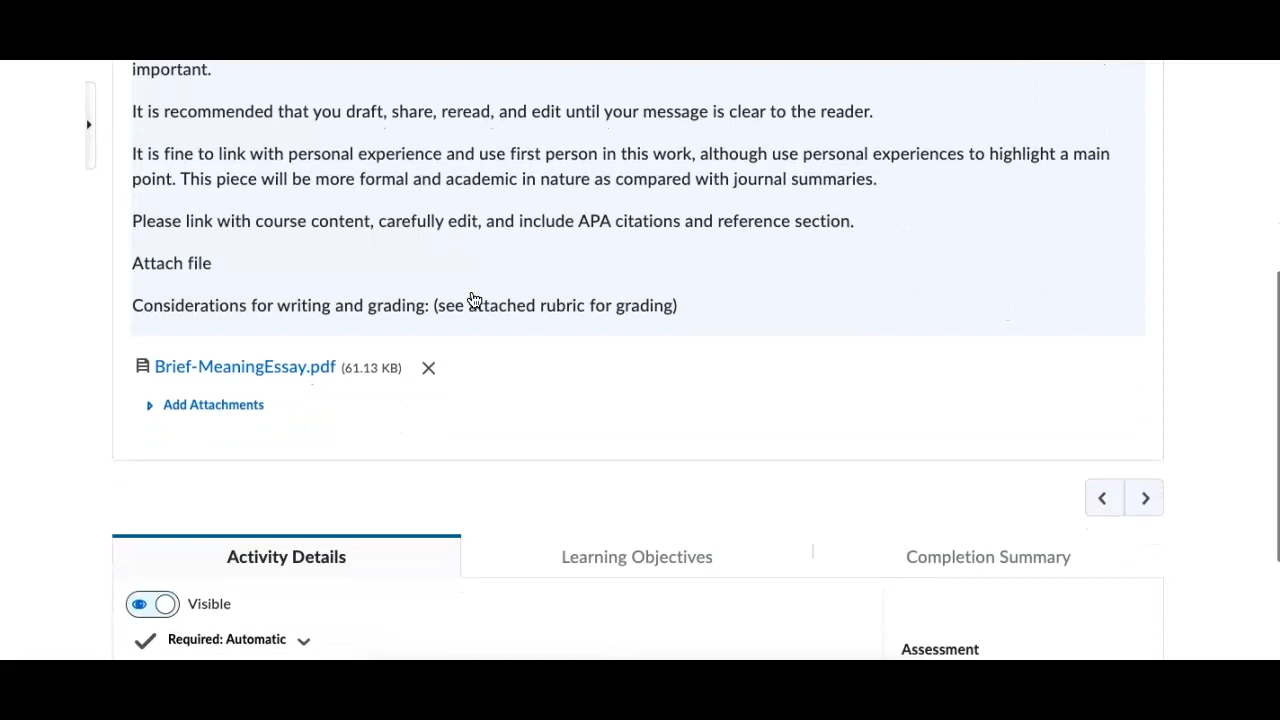 important.
It is recommended that you draft, share, reread, and edit until your message is clear to the reader.
It is fine to link with personal experience and use first person in this work, although use personal experiences to highlight a main
point. This piece will be more formal and academic in nature as compared with journal summaries.
Please link with course content, carefully edit, and include APA citations and reference section.
Attach file
Considerations for writing and grading: (see attached rubric for grading)
Brief-MeaningEssay.pdf (61.13 KB)
Add Attachments
Activity Details
Learning Objectives
Completion Summary
Visible
Required: Automatic
Assessment